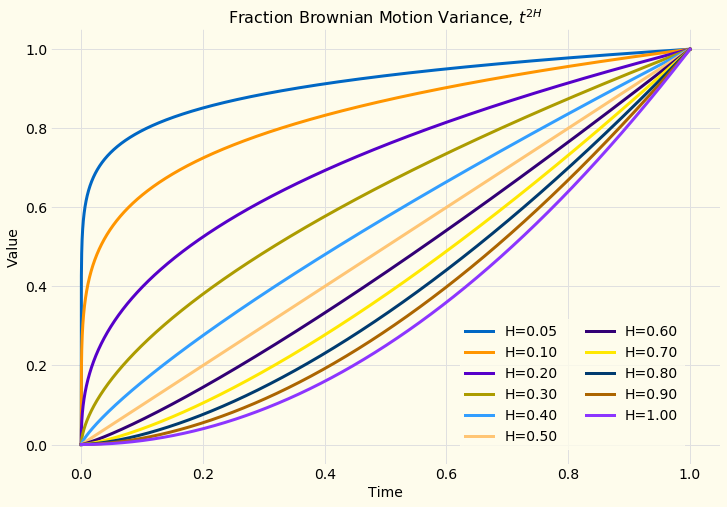 Fraction Brownian Motion Variance, $t^{2H}$
1.0
0.8
0.6
0.4
0.2
0.0
Value
0.0 0.2 0.4 0.6 0.8 1.0
Time
H=0.05
H=0.10
H=0.20
H=0.30
H=0.40
H=0.50
H=0.60
H=0.70
H=0.80
H=0.90
H=1.00